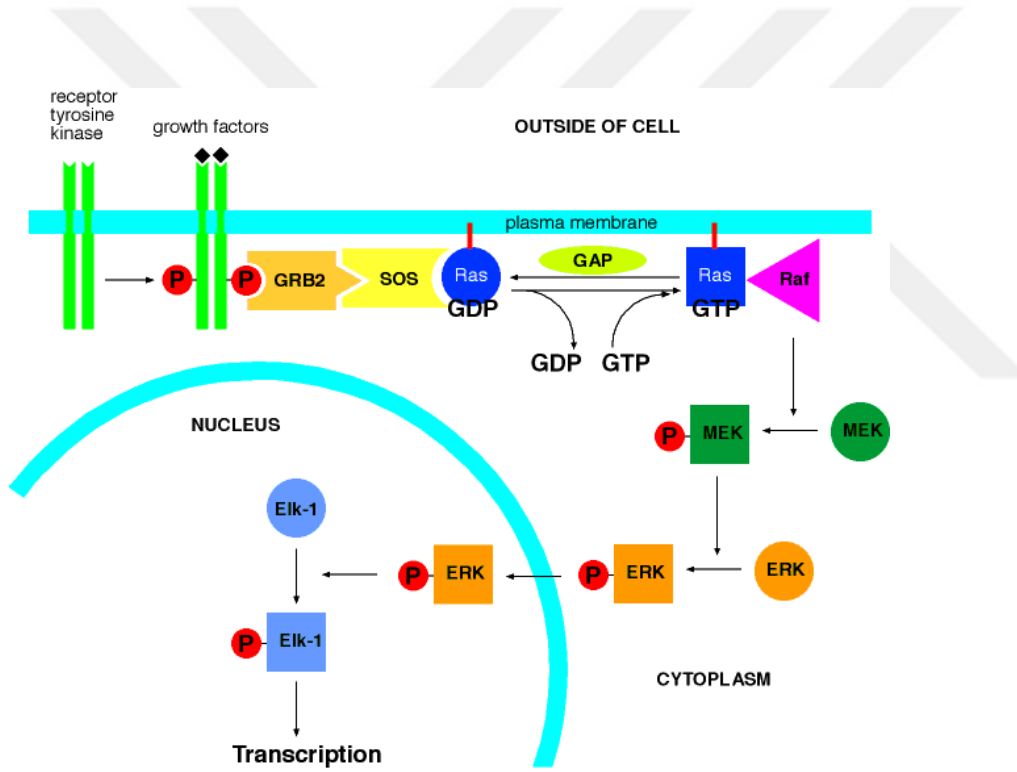 receptor
tyrosine
kinase
growth factors
OUTSIDE OF CELL
plasma membrane
P
P
GRB2
SOS
Ras
GDP
GAP
Ras
GTP
Raf
GDP
GTP
NUCLEUS
P
MEK
MEK
Elk-1
P
ERK
P
ERK
ERK
P
Elk-1
CYTOPLASM
Transcription